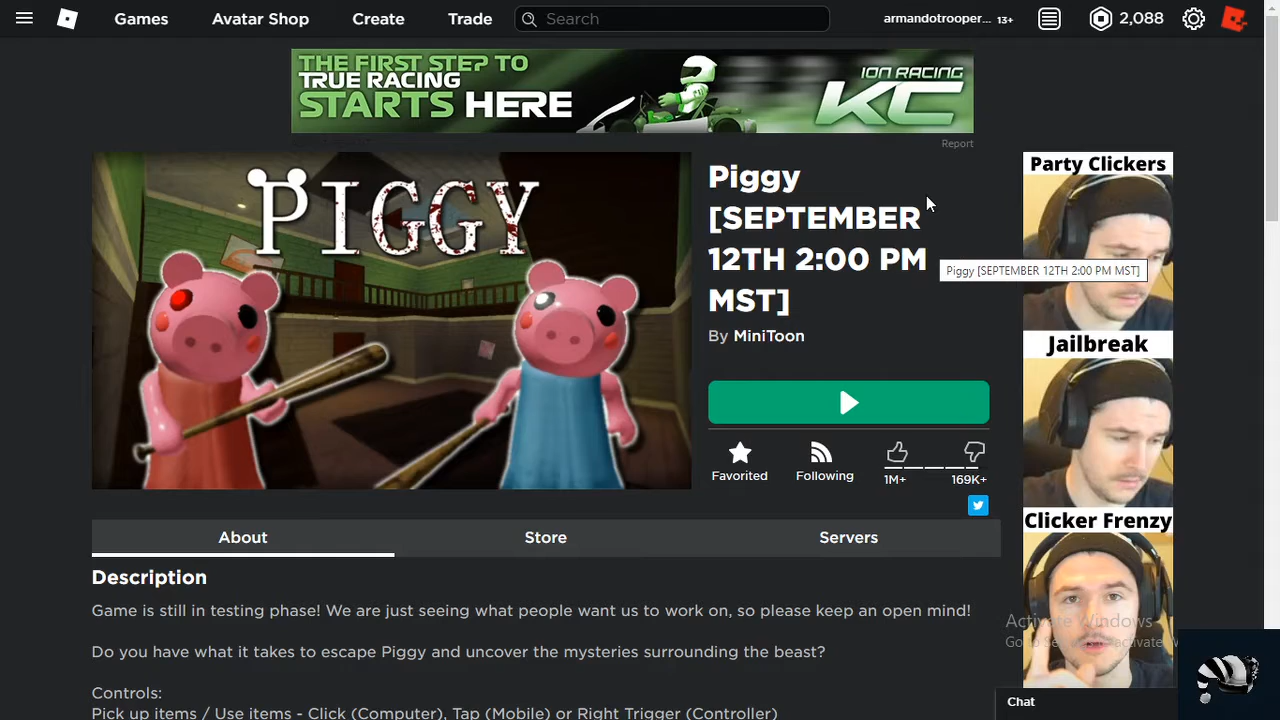 Games
Avatar Shop
Create
Trade
Search
armandotrooper...
13+
2,088
THE FIRST STEP TO
TRUE RACING
STARTS HERE
ION RACING
KC
Report
PIGGY
Piggy
[SEPTEMBER
12TH 2:00 PM
MST]
By MiniToon
Piggy [SEPTEMBER 12TH 2:00 PM MST]
Favorited
Following
1M+
169K+
Party Clickers
Jailbreak
Clicker Frenzy
About
Store
Servers
Description
Game is still in testing phase! We are just seeing what people want us to work on, so please keep an open mind!
Do you have what it takes to escape Piggy and uncover the mysteries surrounding the beast?
Controls:
Pick up items / Use items - Click (Computer), Tap (Mobile) or Right Trigger (Controller)
Activate Windows
Chat